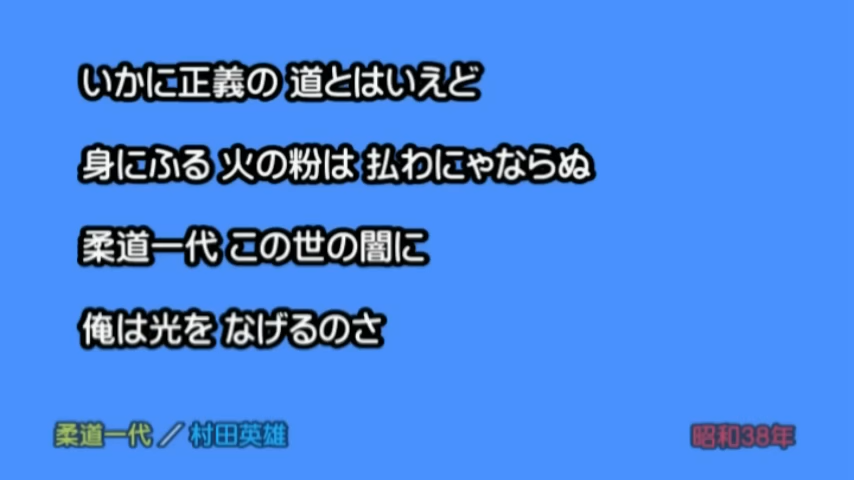 いかに正義の 道とはいえど
身にふる 火の粉は 払わにゃならぬ
柔道一代 この世の闇に
俺は光を なげるのさ
柔道一代 ／ 村田英雄 昭和38年